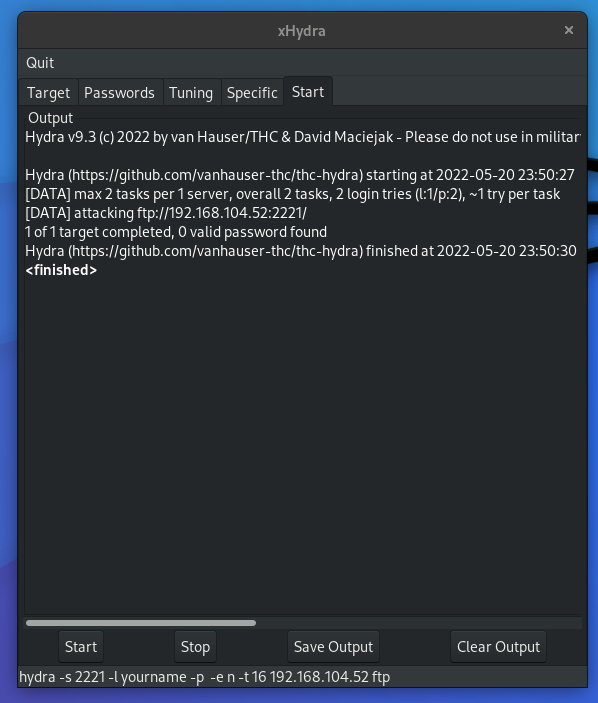 xHydra
Quit
Target Passwords Tuning Specific Start
Output
Hydra v9.3 (c) 2022 by van Hauser/THC & David Maciejak - Please do not use in militar
Hydra (https://github.com/vanhauser-thc/thc-hydra) starting at 2022-05-20 23:50:27
[DATA] max 2 tasks per 1 server, overall 2 tasks, 2 login tries (l:1/p:2), ~1 try per task
[DATA] attacking ftp://192.168.104.52:2221/
1 of 1 target completed, 0 valid password found
Hydra (https://github.com/vanhauser-thc/thc-hydra) finished at 2022-05-20 23:50:30
<finished>
Start Stop Save Output Clear Output
hydra -s 2221 -l yourname -p  -e n -t 16 192.168.104.52 ftp